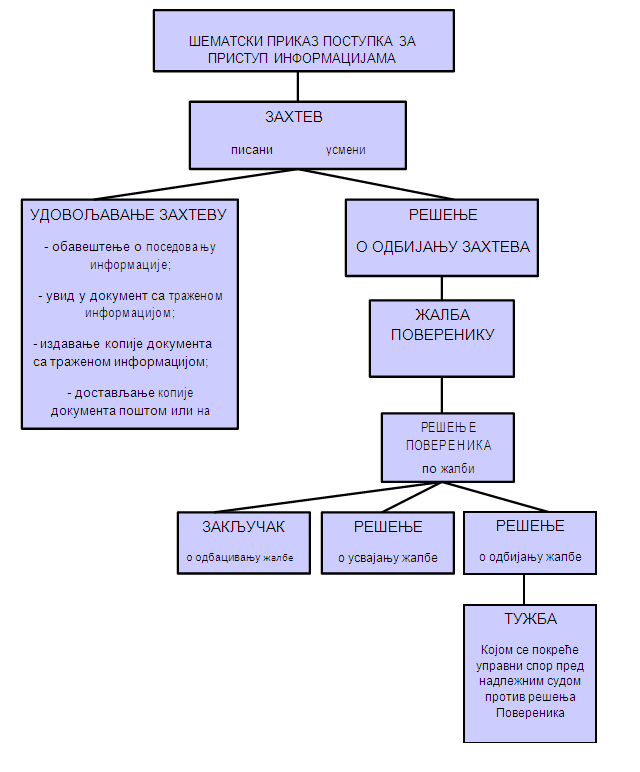 ШЕМАТСКИ ПРИКАЗ ПОСТУПКА ЗА
ПРИСТУП ИНФОРМАЦИЈАМА
ЗАХТЕВ
писани усмени
УДОВОЉАВАЊЕ ЗАХТЕВУ
- обавештење о поседовању
информације;
- увид у документ са траженом
информацијом;
- издавање копије документа
са траженом информацијом;
- достављање копије
документа поштом или на
РЕШЕЊЕ
О ОДБИЈАЊУ ЗАХТЕВА
ЖАЛБА
ПОВЕРЕНИКУ
РЕШЕЊЕ
ПОВЕРЕНИКА
по жалби
ЗАКЉУЧАК
о одбацивању жалбе
РЕШЕЊЕ
о усвајању жалбе
РЕШЕЊЕ
о одбијању жалбе
ТУЖБА
Којом се покреће
управни спор пред
надлежним судом
против решења
Повереника